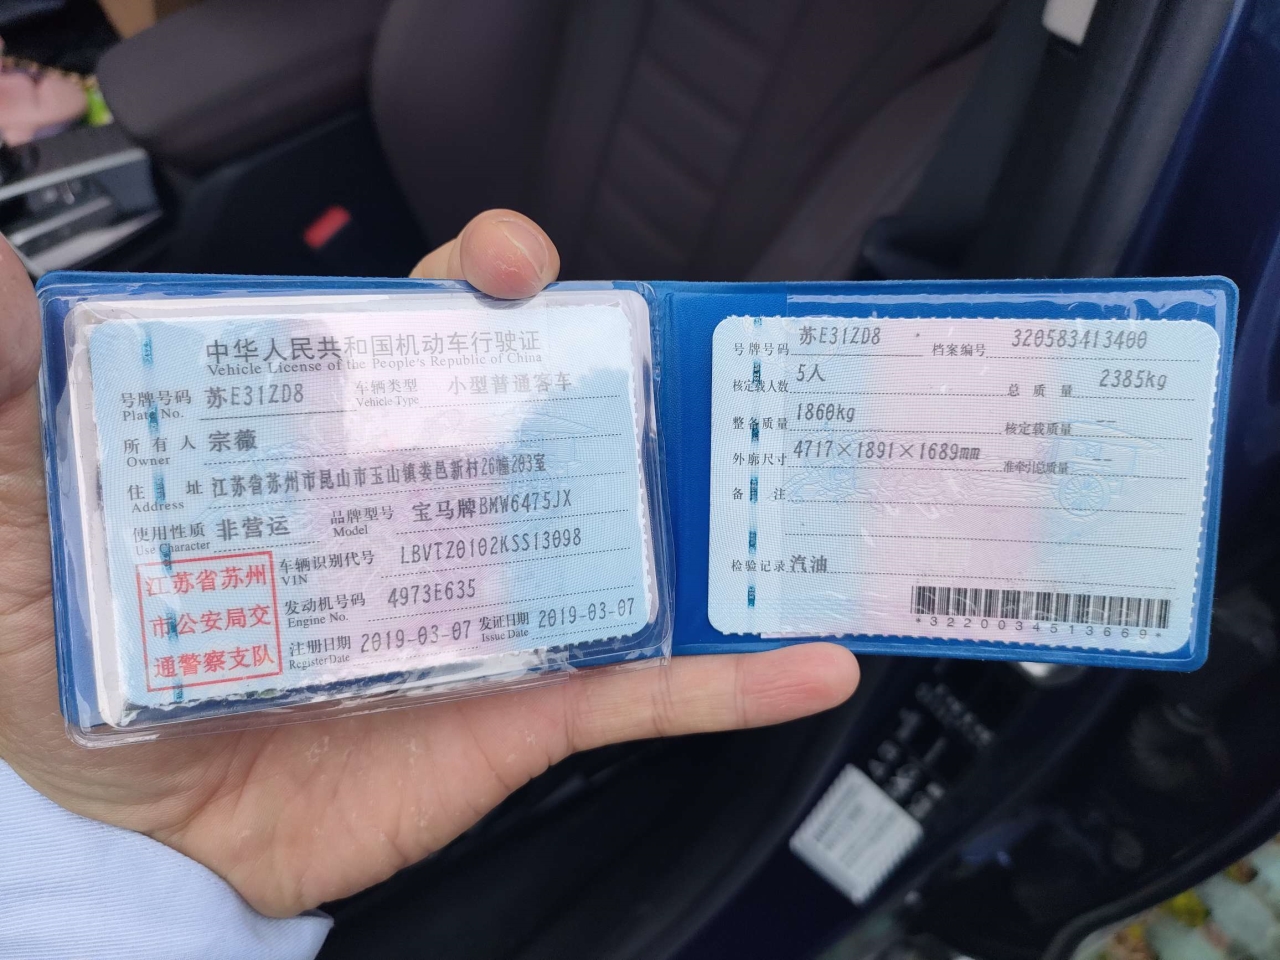 中华人民共和国机动车行驶证
Vehicle License of the People's Republic of China
号牌号码 Plate No. 苏E31ZD8 车辆类型 Vehicle Type 小型普通客车
所有人 Owner 宗薇
住址 Address 江苏省苏州市昆山市玉山镇娄邑新村26幢203室
使用性质 Use Character 非营运 品牌型号 Model 宝马牌BMW6475JX
车辆识别代号 VIN LBVTZ0102KSS13098
发动机号码 Engine No. 4973E635
注册日期 Register Date 2019-03-07 发证日期 Issue Date 2019-03-07
江苏省苏州
市公安局交
通警察支队
号牌号码 苏E31ZD8 档案编号 320583413400
核定载人数 5人 总质量 2385kg
整备质量 1860kg 核定载质量 --
外廓尺寸 4717×1891×1689mm 准牵引总质量 --
备注
检验记录 汽油
*3220034513669*